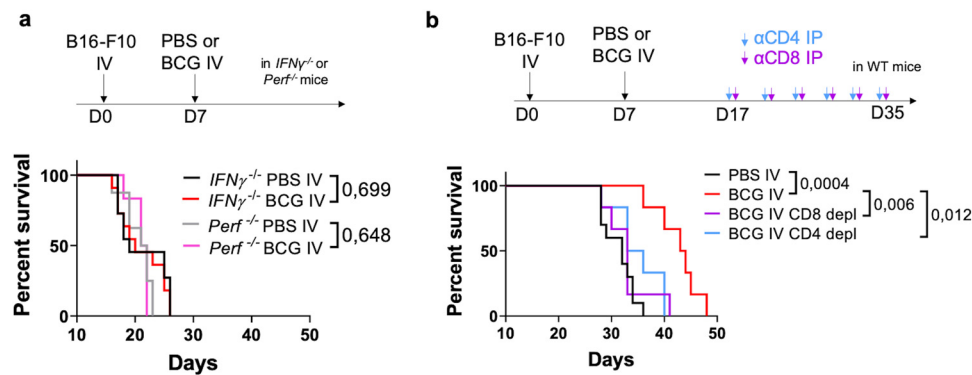 a
B16-F10
IV
PBS or
BCG IV
in IFNγ-/- or
Perf-/- mice
D0
D7
Percent survival
100
50
0
10
20
30
40
50
Days
IFNγ-/- PBS IV
IFNγ-/- BCG IV
0,699
Perf -/- PBS IV
Perf -/- BCG IV
0,648
b
B16-F10
IV
PBS or
BCG IV
αCD4 IP
αCD8 IP
in WT mice
D0
D7
D17
D35
Percent survival
100
50
0
10
20
30
40
50
Days
PBS IV
BCG IV
BCG IV CD8 depl
BCG IV CD4 depl
0,0004
0,006
0,012